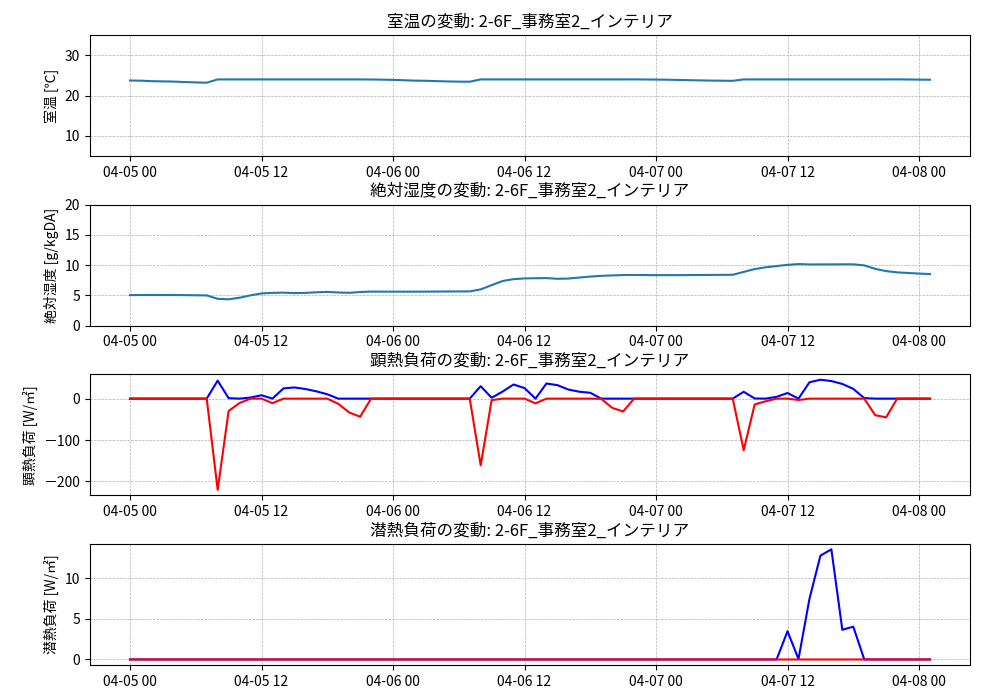 室温の変動: 2-6F_事務室2_インテリア
室温 [℃]
30
20
10
04-05 00 04-05 12 04-06 00 04-06 12 04-07 00 04-07 12 04-08 00
絶対湿度の変動: 2-6F_事務室2_インテリア
絶対湿度 [g/kgDA]
20
15
10
5
0
04-05 00 04-05 12 04-06 00 04-06 12 04-07 00 04-07 12 04-08 00
顕熱負荷の変動: 2-6F_事務室2_インテリア
顕熱負荷 [W/㎡]
0
−100
−200
04-05 00 04-05 12 04-06 00 04-06 12 04-07 00 04-07 12 04-08 00
潜熱負荷の変動: 2-6F_事務室2_インテリア
潜熱負荷 [W/㎡]
10
5
0
04-05 00 04-05 12 04-06 00 04-06 12 04-07 00 04-07 12 04-08 00